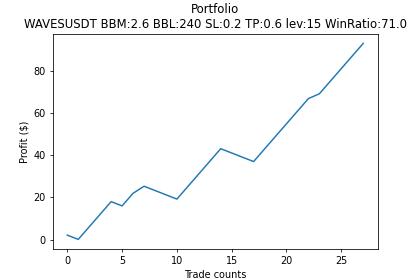 Portfolio
WAVESUSDT BBM:2.6 BBL:240 SL:0.2 TP:0.6 lev:15 WinRatio:71.0
80
60
40
20
0
Profit ($)
0 5 10 15 20 25
Trade counts